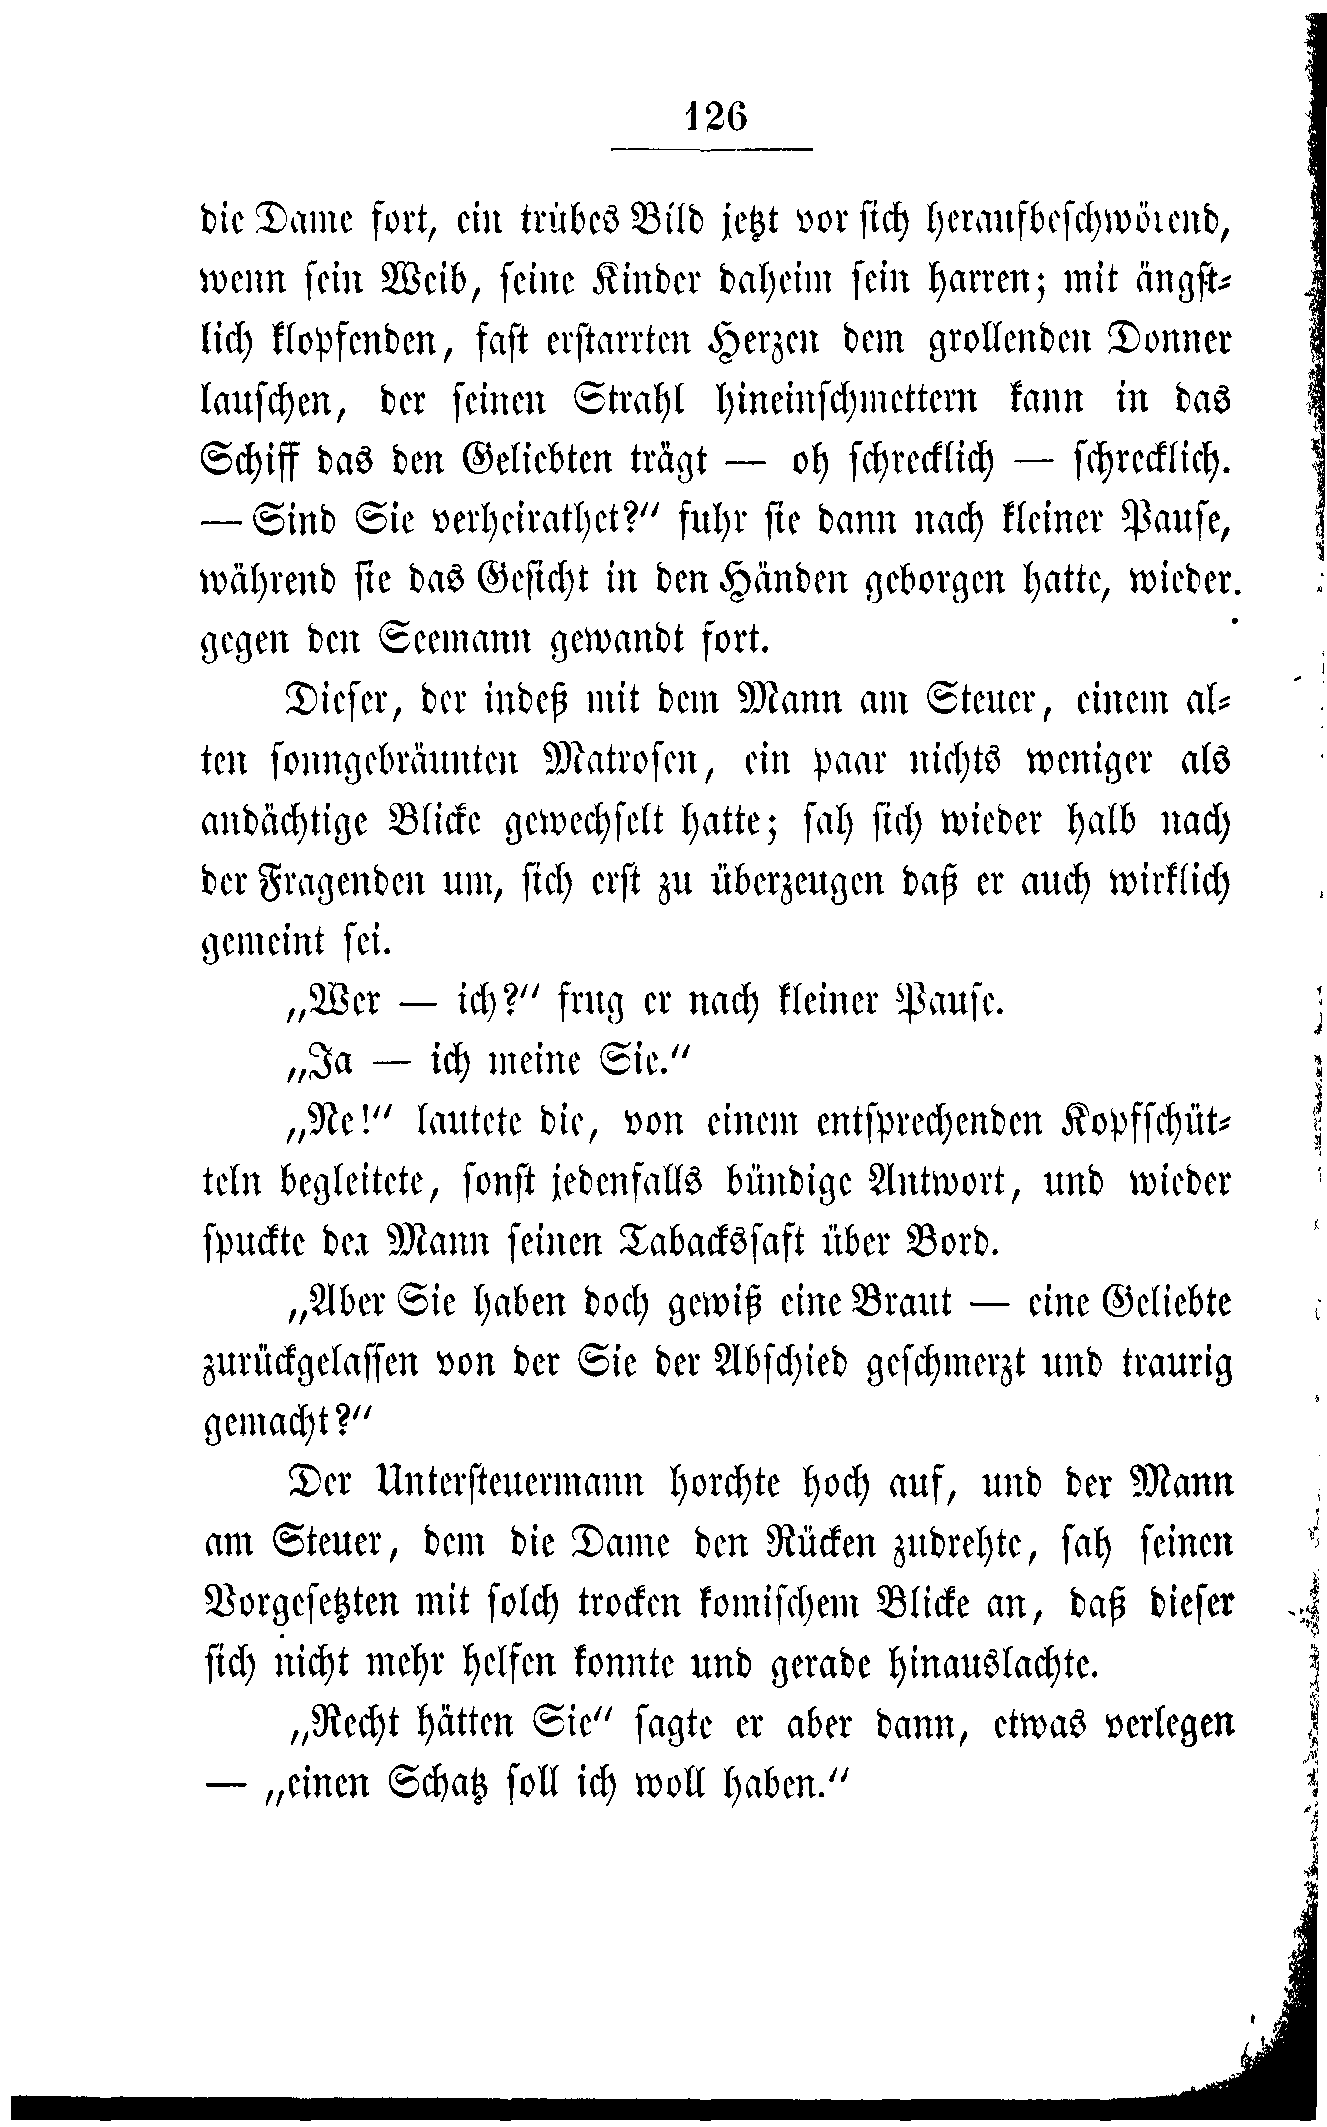 126
die Dame fort, ein trübes Bild jetzt vor sich heraufbeschwörend,
wenn sein Weib, seine Kinder daheim sein harren; mit ängst-
lich klopfenden, fast erstarrten Herzen dem grollenden Donner
lauschen, der seinen Strahl hineinschmettern kann in das
Schiff das den Geliebten trägt — oh schrecklich — schrecklich.
— Sind Sie verheirathet?“ fuhr sie dann nach kleiner Pause,
während sie das Gesicht in den Händen geborgen hatte, wieder
gegen den Seemann gewandt fort.
Dieser, der indeß mit dem Mann am Steuer, einem al-
ten sonngebräunten Matrosen, ein paar nichts weniger als
andächtige Blicke gewechselt hatte; sah sich wieder halb nach
der Fragenden um, sich erst zu überzeugen daß er auch wirklich
gemeint sei.
„Wer — ich?“ frug er nach kleiner Pause.
„Ja — ich meine Sie.“
„Ne!“ lautete die, von einem entsprechenden Kopfschüt-
teln begleitete, sonst jedenfalls bündige Antwort, und wieder
spuckte der Mann seinen Tabackssaft über Bord.
„Aber Sie haben doch gewiß eine Braut — eine Geliebte
zurückgelassen von der Sie der Abschied geschmerzt und traurig
gemacht?“
Der Untersteuermann horchte hoch auf, und der Mann
am Steuer, dem die Dame den Rücken zudrehte, sah seinen
Vorgesetzten mit solch trocken komischem Blicke an, daß dieser
sich nicht mehr helfen konnte und gerade hinauslachte.
„Recht hätten Sie“ sagte er aber dann, etwas verlegen
— „einen Schatz soll ich woll haben.“